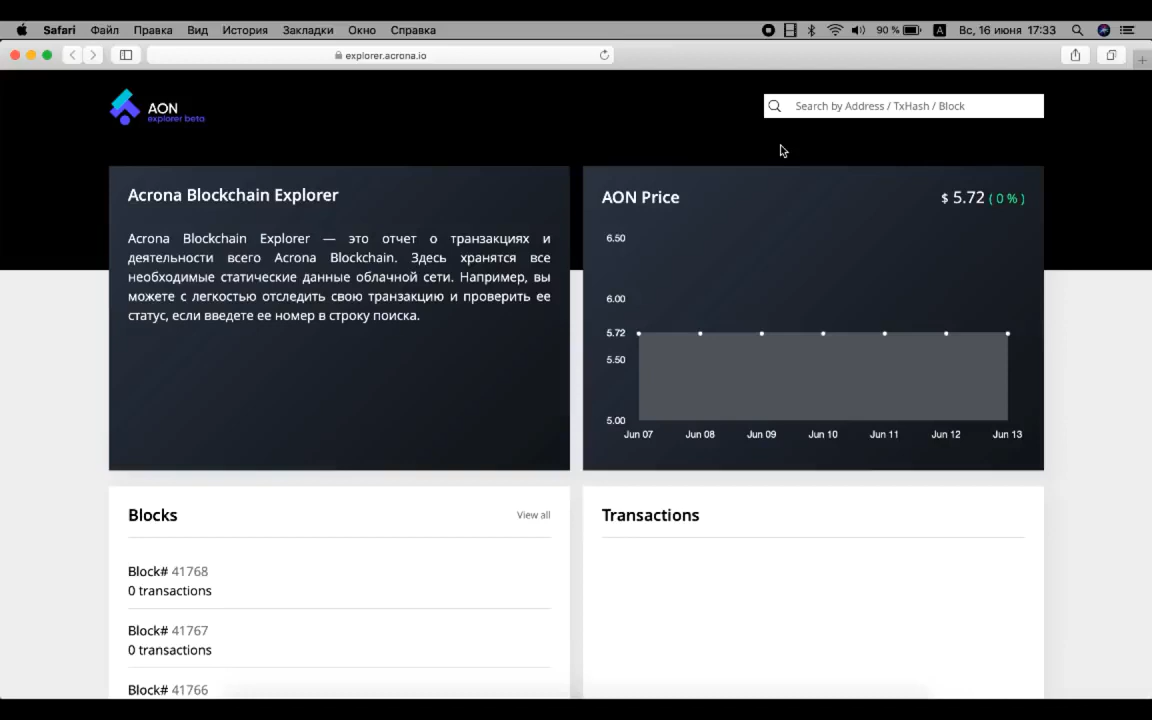 Safari Файл Правка Вид История Закладки Окно Справка 90 % A Вс, 16 июня 17:33
explorer.acrona.io
AON
explorer beta
Search by Address / TxHash / Block
Acrona Blockchain Explorer
Acrona Blockchain Explorer — это отчет о транзакциях и
деятельности всего Acrona Blockchain. Здесь хранятся все
необходимые статические данные облачной сети. Например, вы
можете с легкостью отследить свою транзакцию и проверить ее
статус, если введете ее номер в строку поиска.
AON Price $ 5.72 ( 0 % )
6.50
6.00
5.72
5.50
5.00
Jun 07 Jun 08 Jun 09 Jun 10 Jun 11 Jun 12 Jun 13
Blocks View all
Block# 41768
0 transactions
Block# 41767
0 transactions
Block# 41766
Transactions